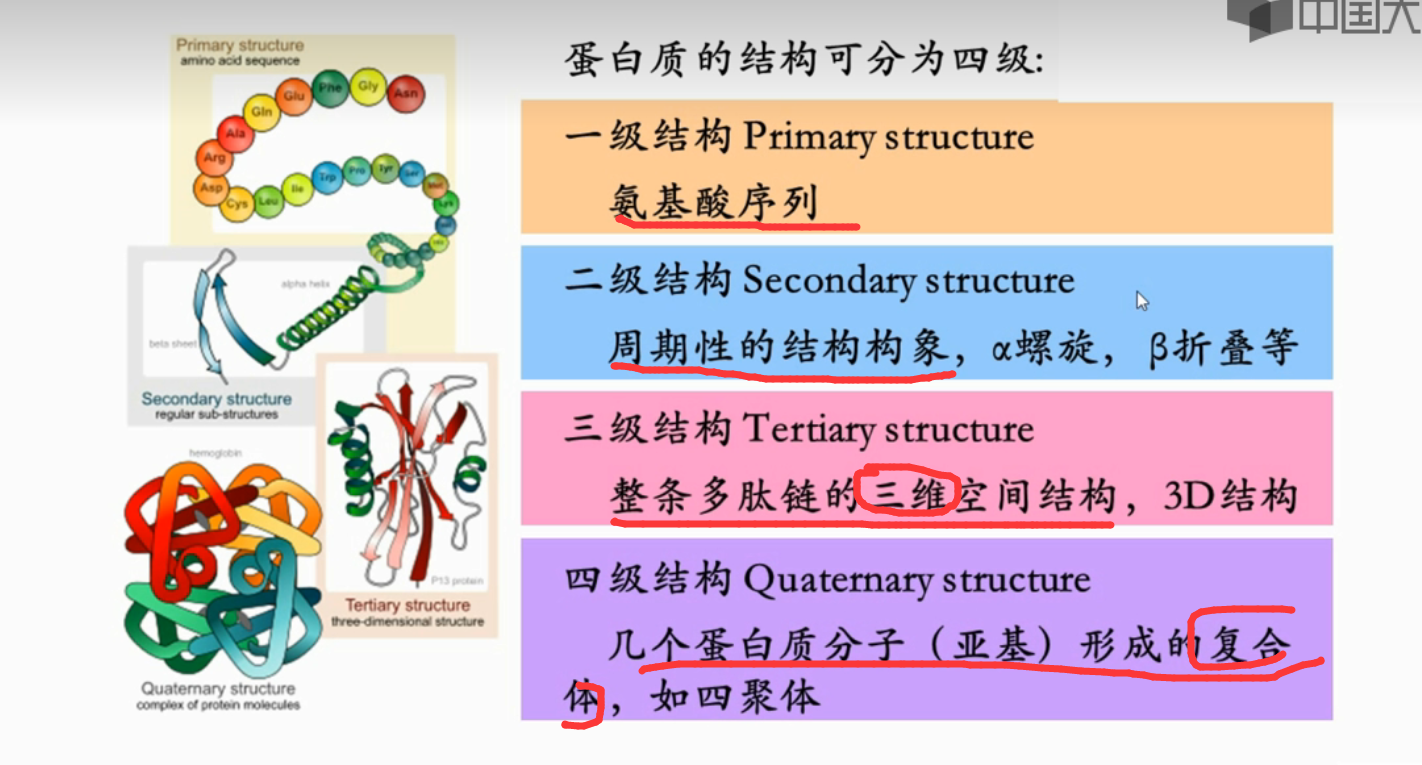 中国大
Primary structure
amino acid sequence
Asn
Gly
Phe
Glu
Gln
Ala
Arg
Asp
Cys
Leu
Ile
Trp
Pro
Tyr
Ser
Lys
alpha helix
beta sheet
Secondary structure
regular sub-structures
P13 protein
Tertiary structure
three-dimensional structure
hemoglobin
Quaternary structure
complex of protein molecules
蛋白质的结构可分为四级:
一级结构 Primary structure
氨基酸序列
二级结构 Secondary structure
周期性的结构构象，α螺旋，β折叠等
三级结构 Tertiary structure
整条多肽链的三维空间结构，3D结构
四级结构 Quaternary structure
几个蛋白质分子（亚基）形成的复合
体，如四聚体